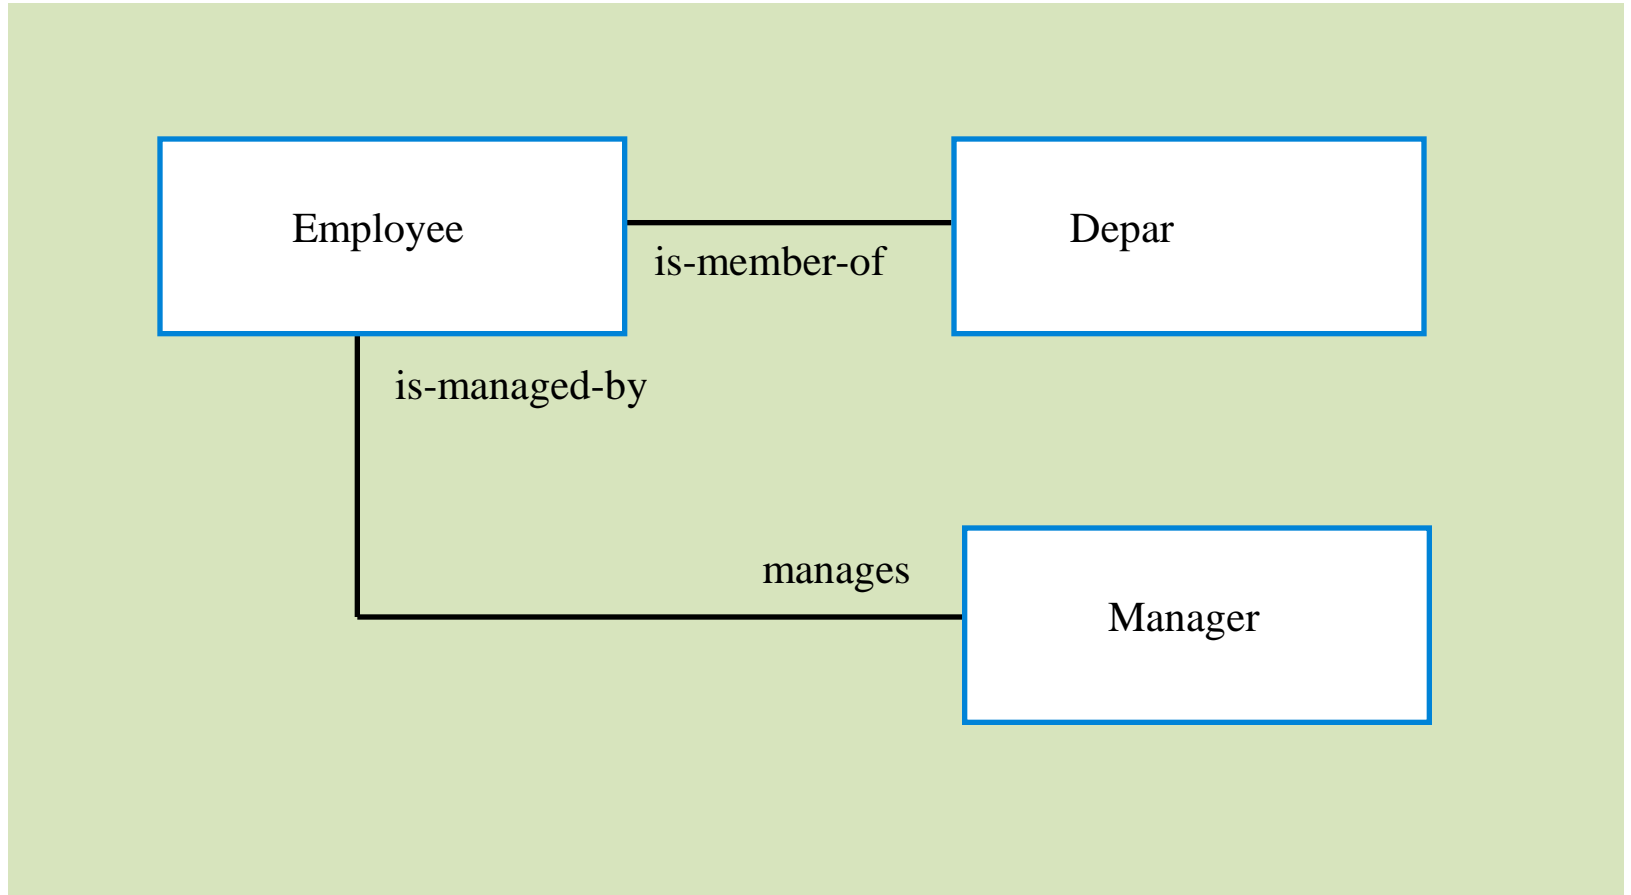 Employee
Depar
is-member-of
is-managed-by
manages
Manager